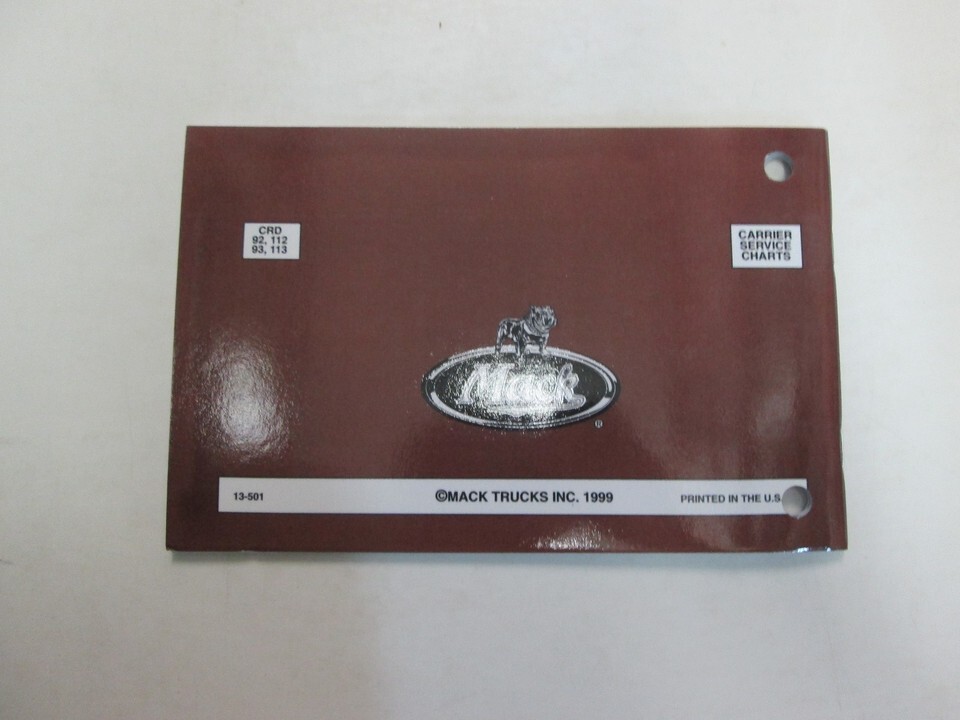 CRD
92, 112
93, 113
CARRIER
SERVICE
CHARTS
Mack
®
13-501
©MACK TRUCKS INC. 1999
PRINTED IN THE U.S.